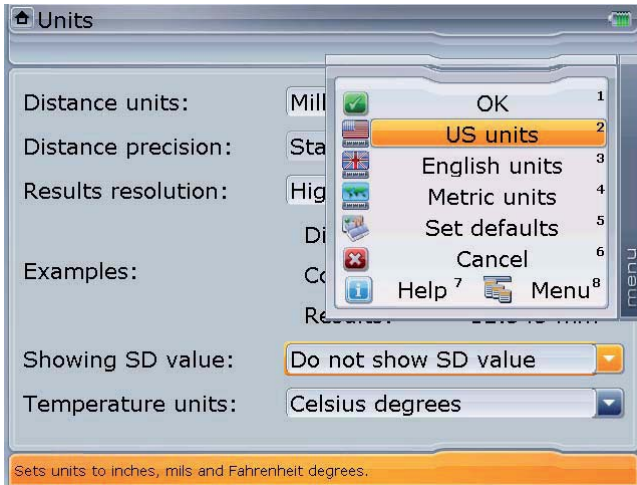 Units
Distance units: Mill
Distance precision: Sta
Results resolution: Hig
Di
Examples: Co
Showing SD value: Do not show SD value
Temperature units: Celsius degrees
OK 1
US units 2
English units 3
Metric units 4
Set defaults 5
Cancel 6
Help 7 Menu 8
menu
Sets units to inches, mils and Fahrenheit degrees.